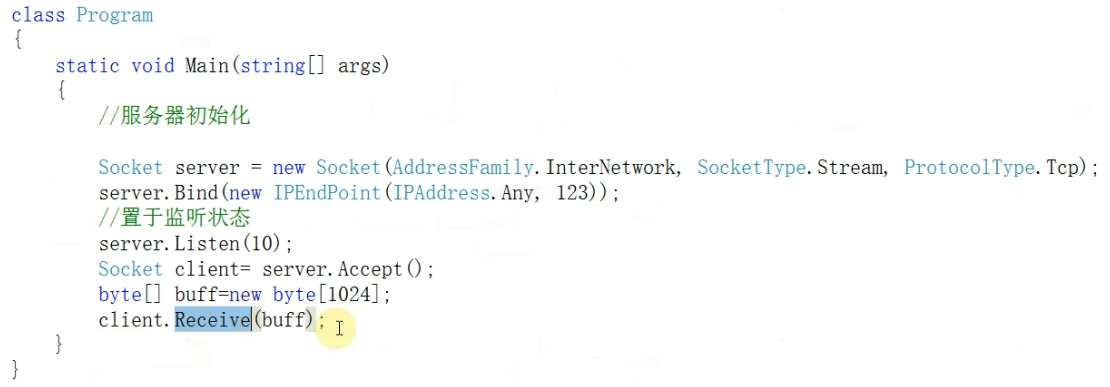 class Program
{
    static void Main(string[] args)
    {
        //服务器初始化
        Socket server = new Socket(AddressFamily.InterNetwork, SocketType.Stream, ProtocolType.Tcp);
        server.Bind(new IPEndPoint(IPAddress.Any, 123));
        //置于监听状态
        server.Listen(10);
        Socket client= server.Accept();
        byte[] buff=new byte[1024];
        client.Receive(buff);
    }
}